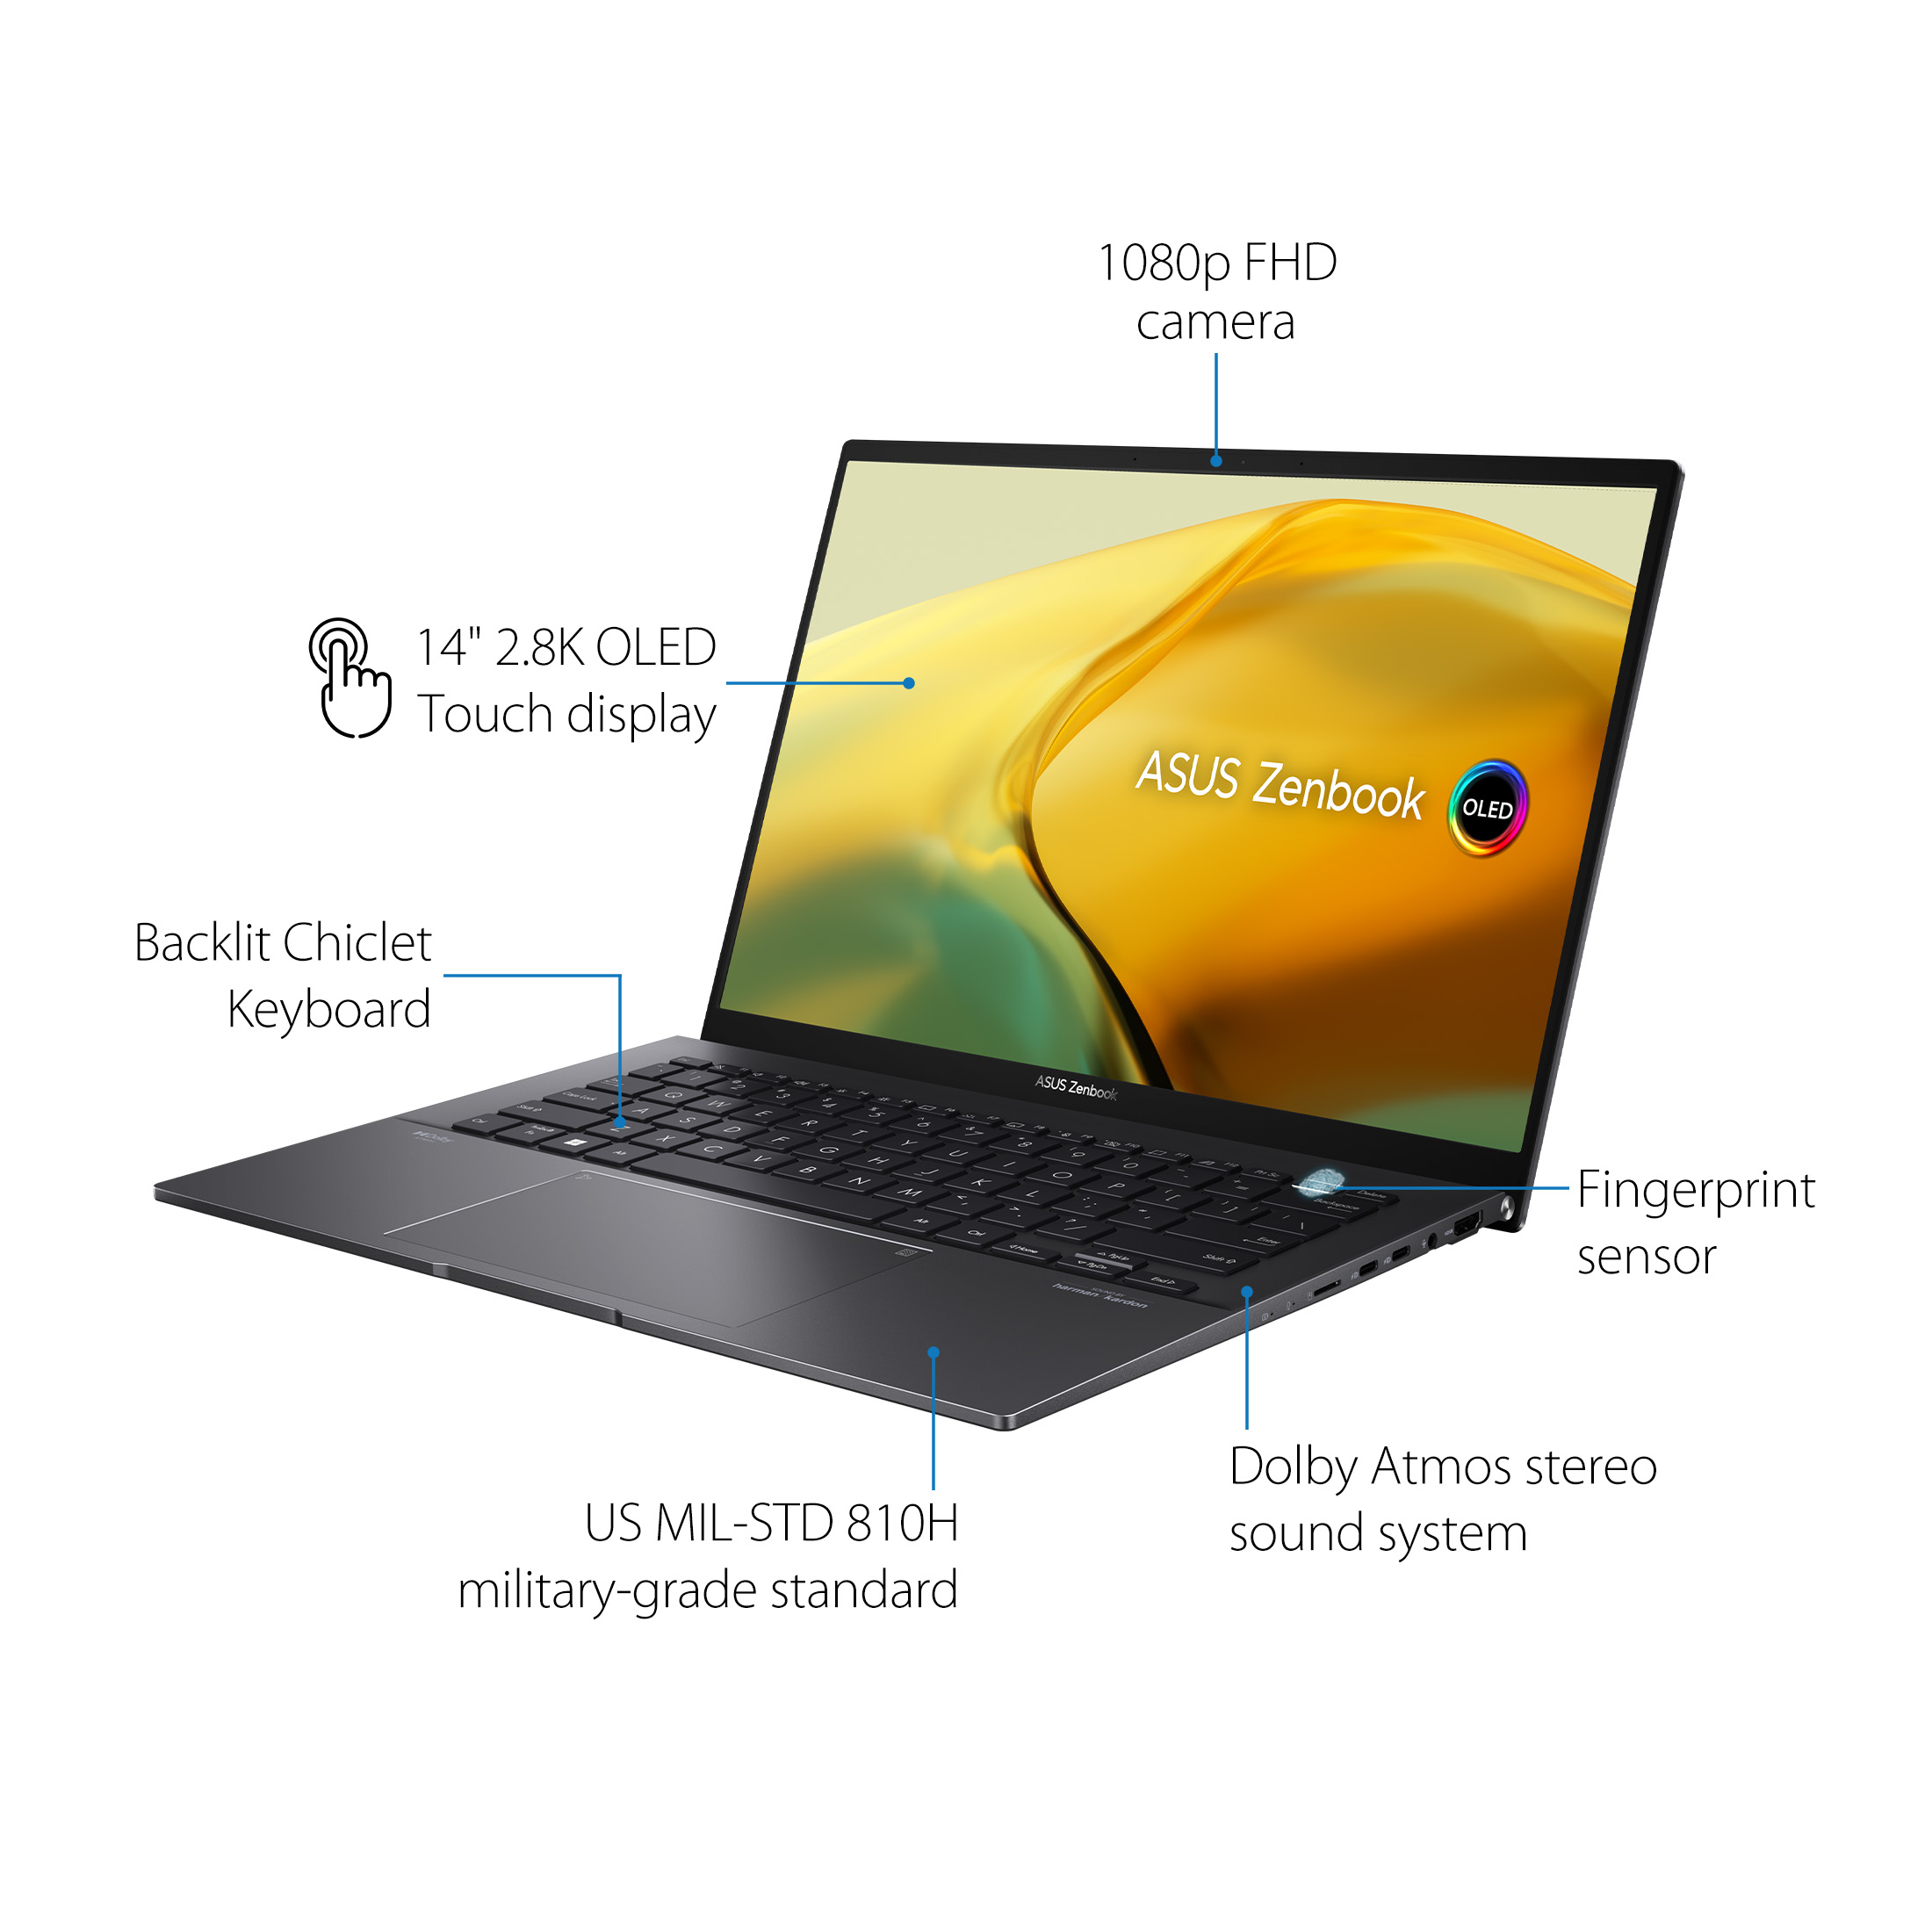 1080p FHD
camera
14" 2.8K OLED
Touch display
ASUS Zenbook
OLED
Backlit Chiclet
Keyboard
ASUS Zenbook
Fingerprint
sensor
harman / kardon
Dolby Atmos stereo
sound system
US MIL-STD 810H
military-grade standard